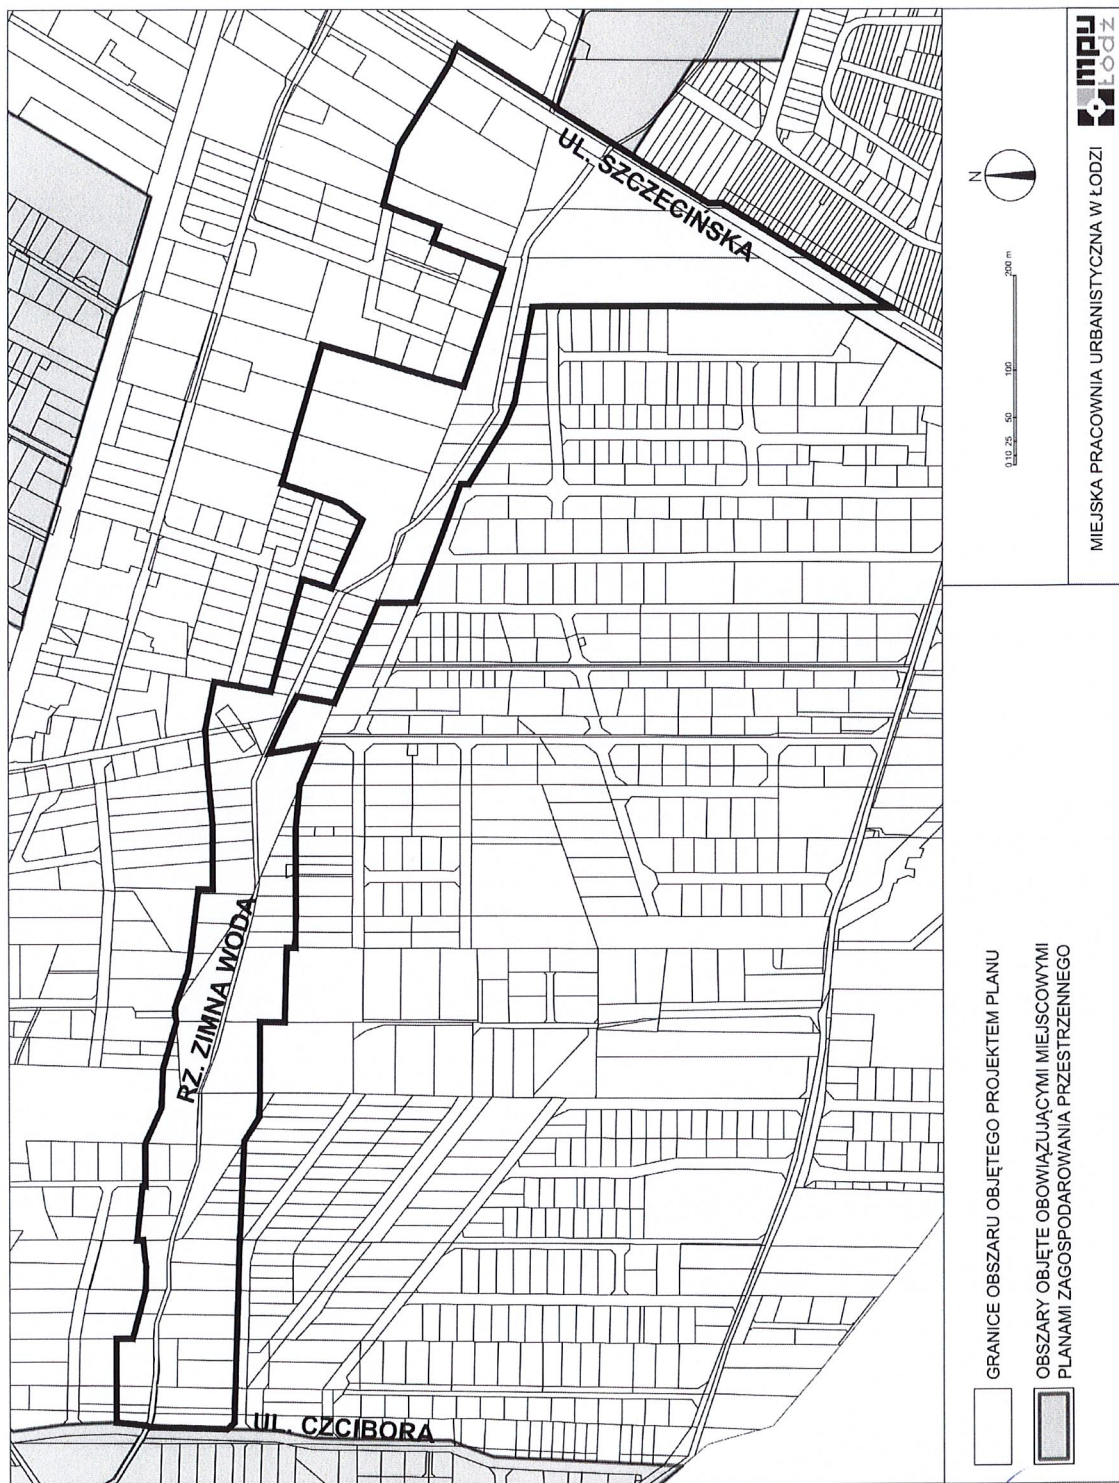 UL. SZCZECIŃSKA
RZ. ZIMNA WODA
UL. CZCIBORA
GRANICE OBSZARU OBJĘTEGO PROJEKTEM PLANU
OBSZARY OBJĘTE OBOWIĄZUJĄCYMI MIEJSCOWYMI
PLANAMI ZAGOSPODAROWANIA PRZESTRZENNEGO
N
0 10 25 50 100 200 m
MIEJSKA PRACOWNIA URBANISTYCZNA W ŁODZI
mpu
Łódź